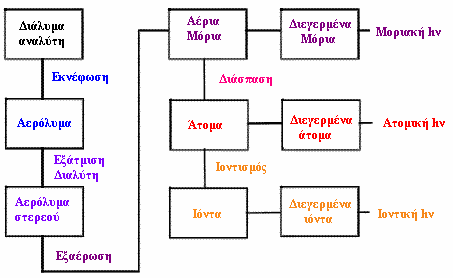 Διάλυμα
αναλύτη
Εκνέφωση
Αερόλυμα
Εξάτμιση
Διαλύτη
Αερόλυμα
στερεού
Εξαέρωση
Αέρια
Μόρια
Διεγερμένα
Μόρια
Μοριακή hν
Διάσπαση
Άτομα
Διεγερμένα
άτομα
Ατομική hν
Ιοντισμός
Ιόντα
Διεγερμένα
ιόντα
Ιοντική hν